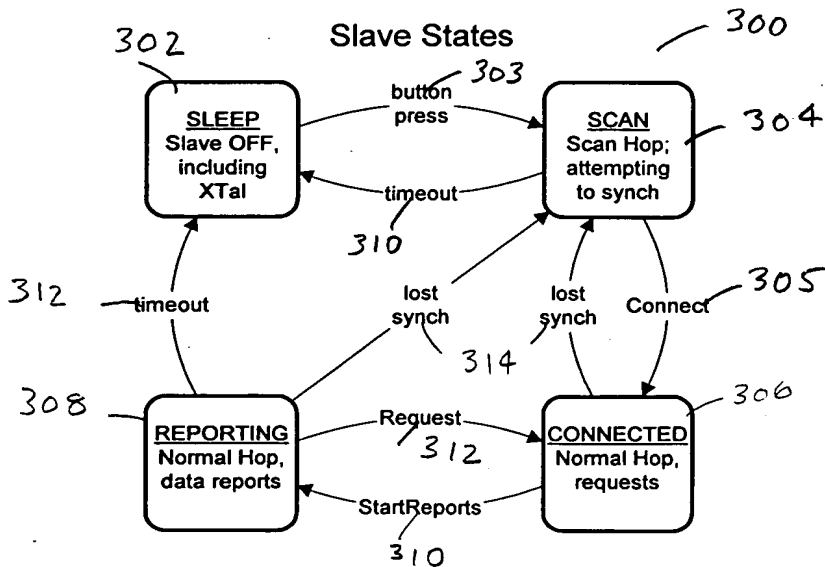 302
Slave States
300
303
button
press
SLEEP
Slave OFF,
including
XTal
SCAN
Scan Hop;
attempting
to synch
304
timeout
310
312
timeout
lost
synch
lost
synch
314
Connect
305
308
REPORTING
Normal Hop,
data reports
Request
312
StartReports
310
CONNECTED
Normal Hop,
requests
306